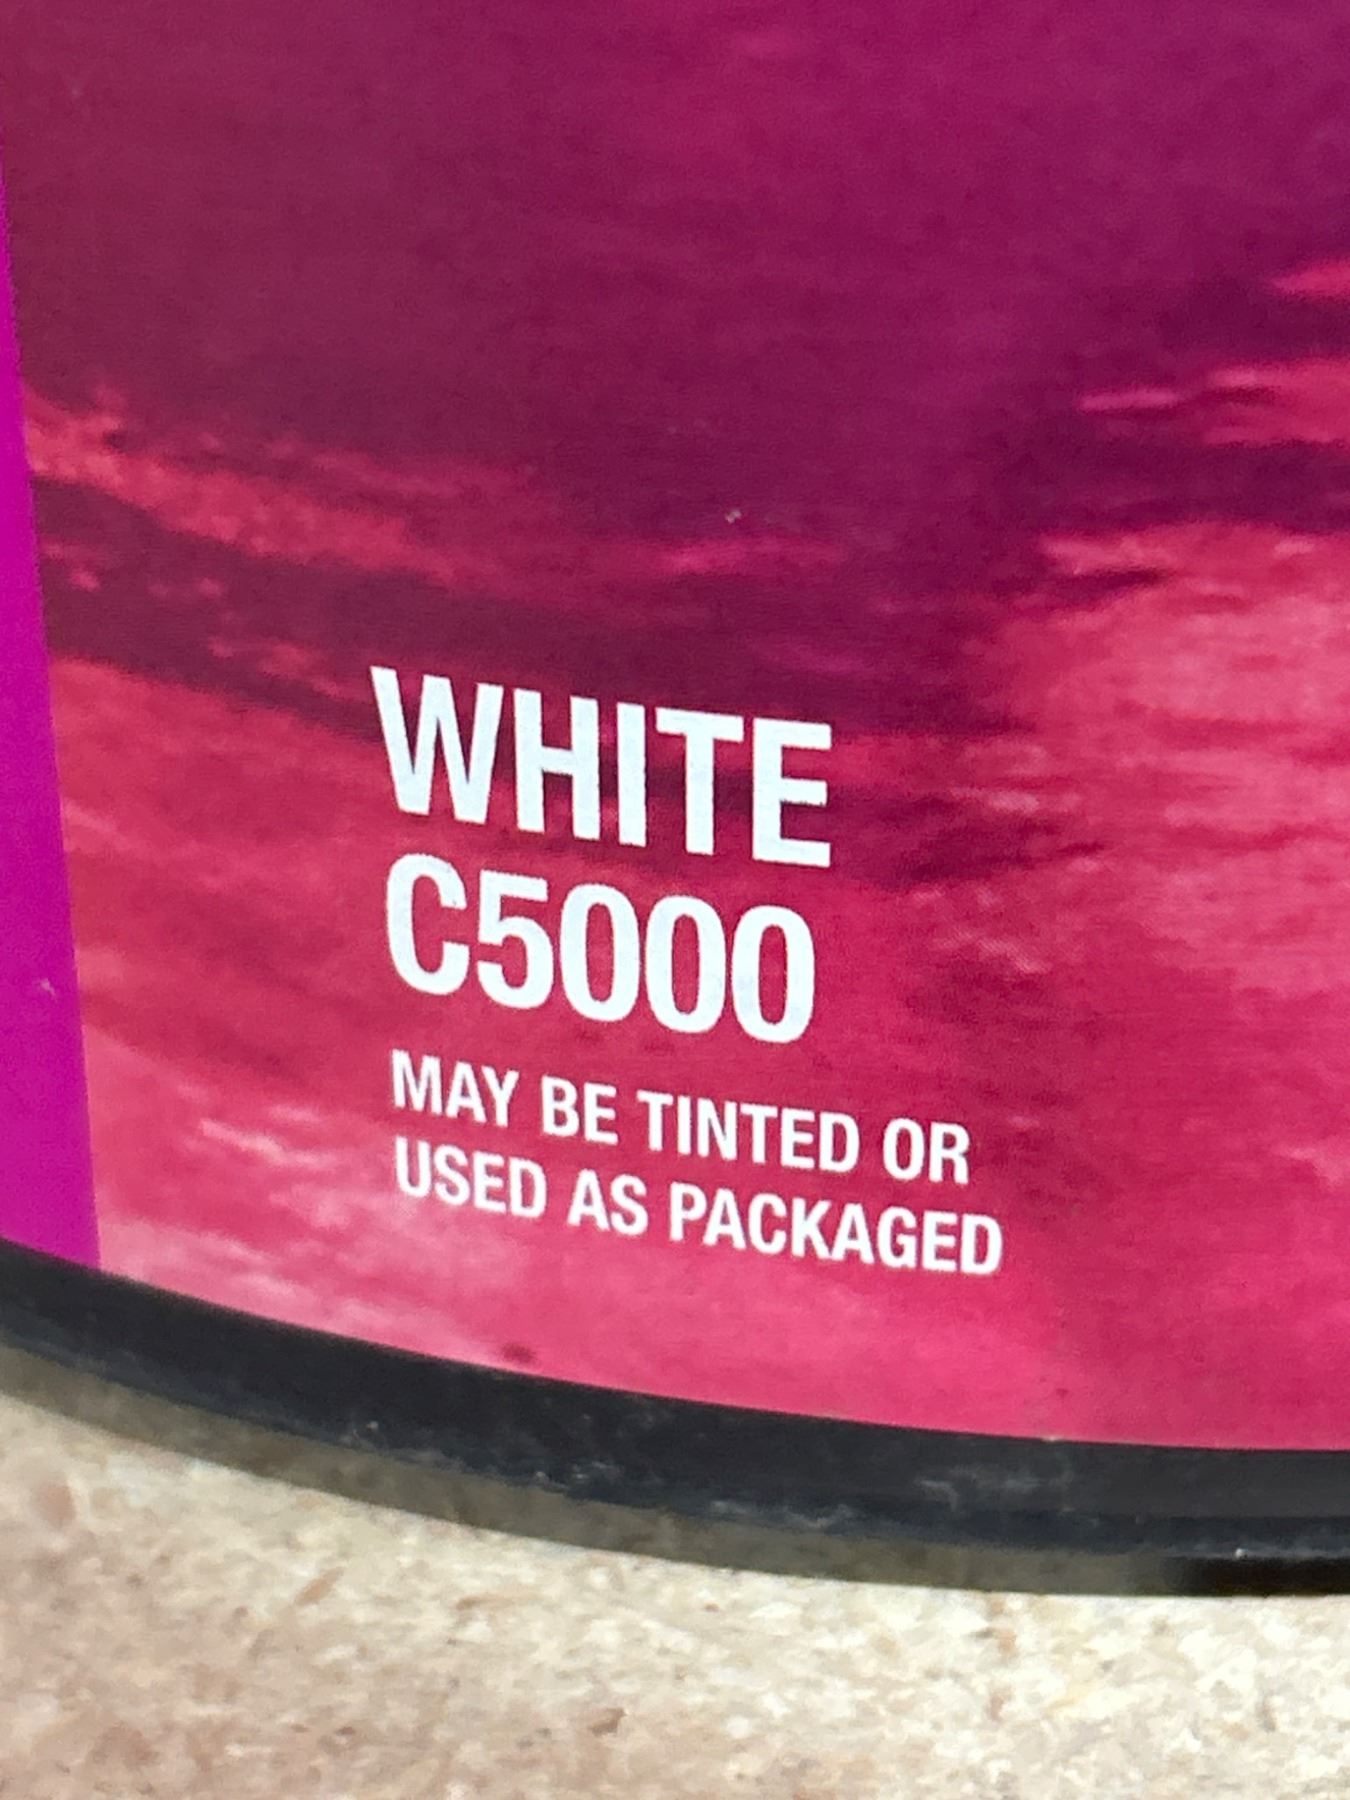 WHITE
C5000
MAY BE TINTED OR
USED AS PACKAGED